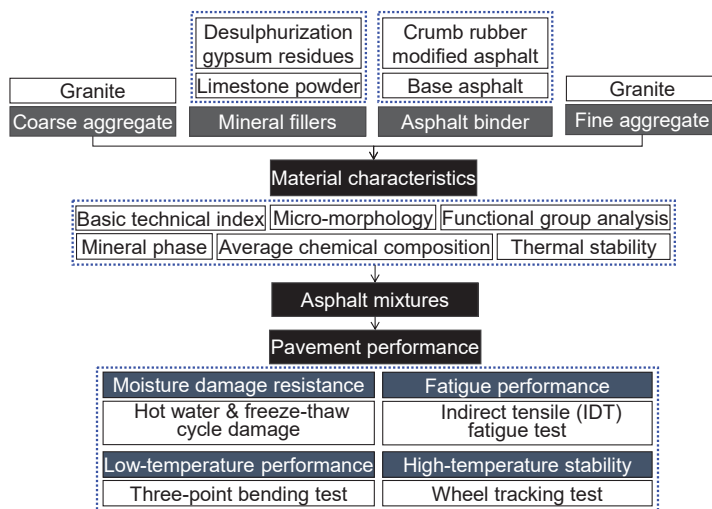 Desulphurization
gypsum residues
Limestone powder
Crumb rubber
modified asphalt
Base asphalt
Granite
Coarse aggregate
Mineral fillers
Asphalt binder
Granite
Fine aggregate
Material characteristics
Basic technical index
Micro-morphology
Functional group analysis
Mineral phase
Average chemical composition
Thermal stability
Asphalt mixtures
Pavement performance
Moisture damage resistance
Hot water & freeze-thaw
cycle damage
Fatigue performance
Indirect tensile (IDT)
fatigue test
Low-temperature performance
Three-point bending test
High-temperature stability
Wheel tracking test